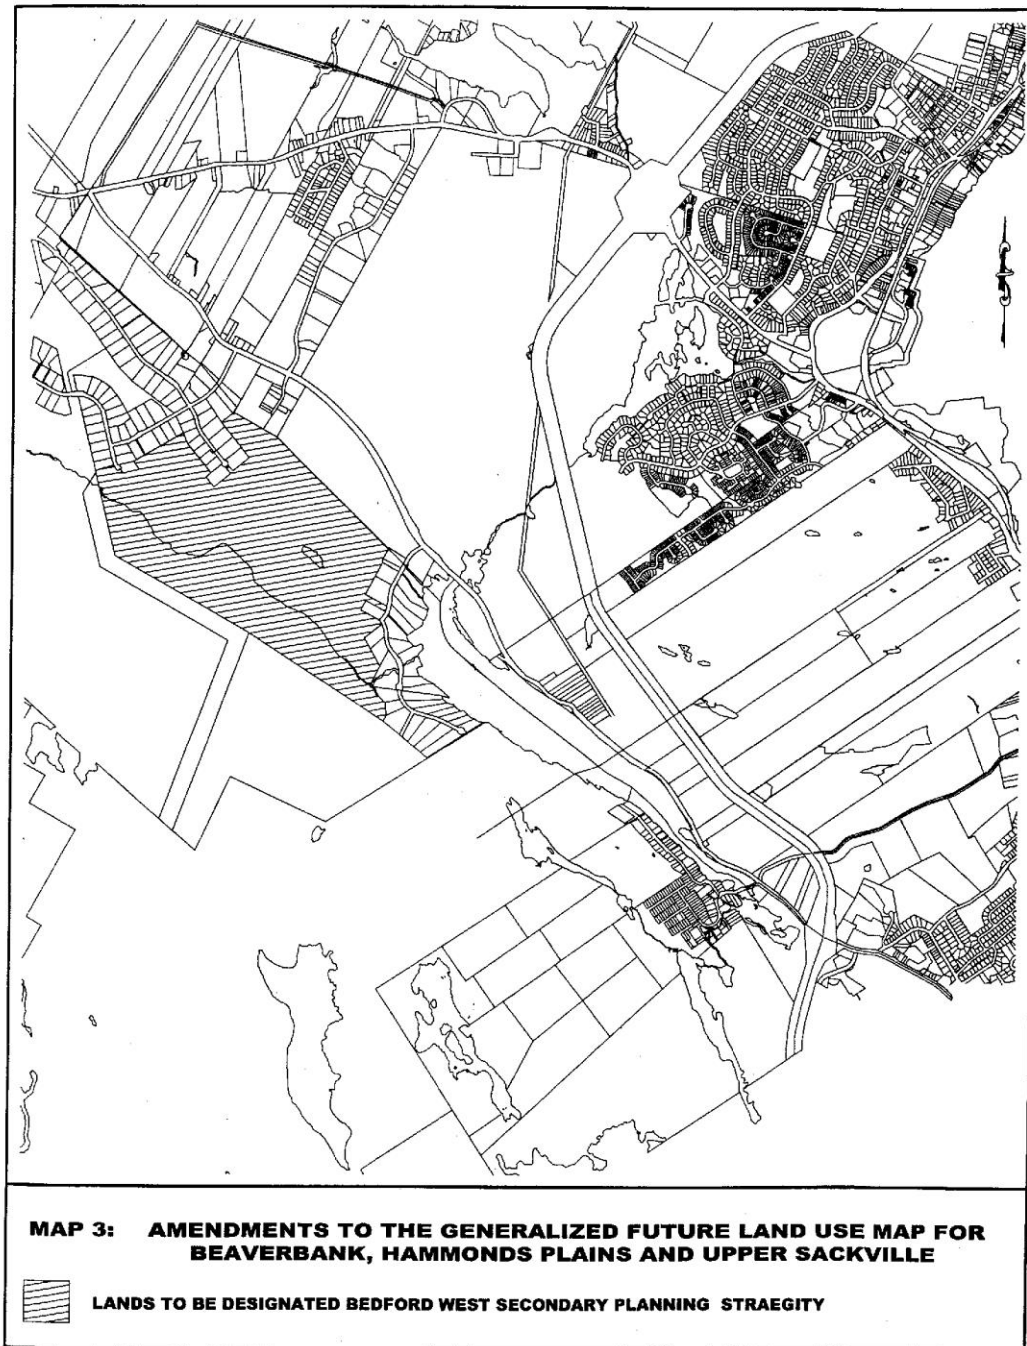 MAP 3: AMENDMENTS TO THE GENERALIZED FUTURE LAND USE MAP FOR
BEAVERBANK, HAMMONDS PLAINS AND UPPER SACKVILLE
LANDS TO BE DESIGNATED BEDFORD WEST SECONDARY PLANNING STRAEGITY